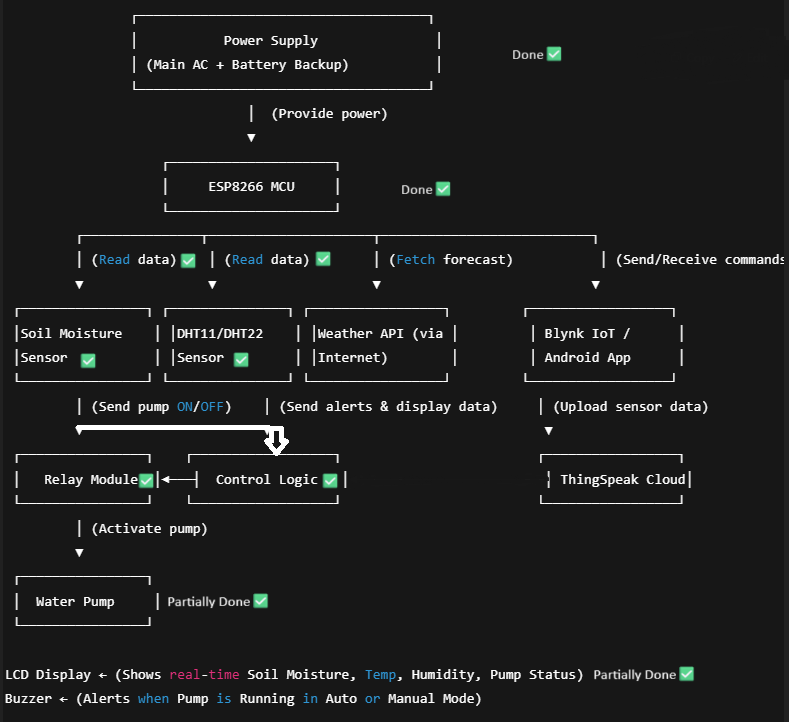 Power Supply
(Main AC + Battery Backup)
Done ✅
(Provide power)
ESP8266 MCU
Done ✅
(Read data) ✅ (Read data) ✅ (Fetch forecast) (Send/Receive commands
Soil Moisture DHT11/DHT22 Weather API (via Blynk IoT /
Sensor ✅ Sensor ✅ Internet) Android App
(Send pump ON/OFF) (Send alerts & display data) (Upload sensor data)
Relay Module ✅ Control Logic ✅ ThingSpeak Cloud
(Activate pump)
Water Pump Partially Done ✅
LCD Display ← (Shows real-time Soil Moisture, Temp, Humidity, Pump Status) Partially Done ✅
Buzzer ← (Alerts when Pump is Running in Auto or Manual Mode)